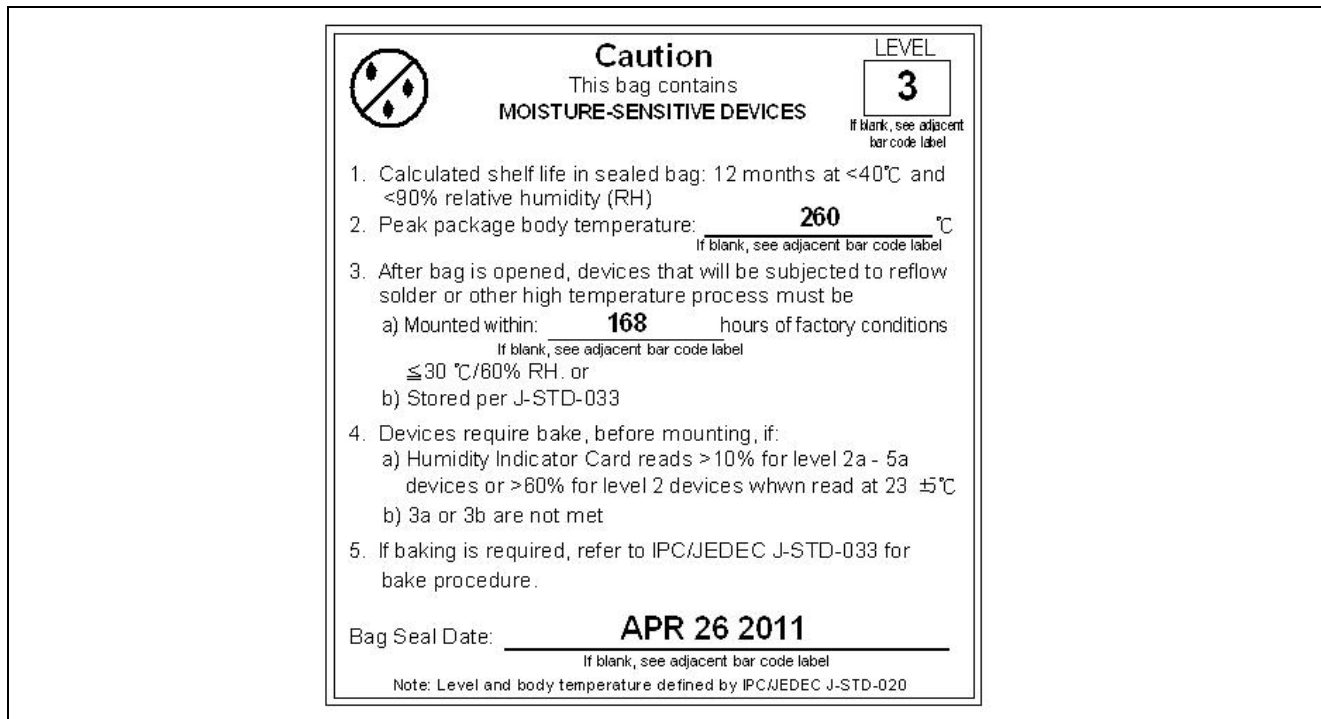 Caution
LEVEL
This bag contains
3
MOISTURE-SENSITIVE DEVICES
If blank, see adjacent
bar code label
1. Calculated shelf life in sealed bag: 12 months at <40℃ and
<90% relative humidity (RH)
2. Peak package body temperature: 260 ℃
If blank, see adjacent bar code label
3. After bag is opened, devices that will be subjected to reflow
solder or other high temperature process must be
a) Mounted within: 168 hours of factory conditions
If blank, see adjacent bar code label
≦30 ℃/60% RH. or
b) Stored per J-STD-033
4. Devices require bake, before mounting, if:
a) Humidity Indicator Card reads >10% for level 2a - 5a
devices or >60% for level 2 devices whwn read at 23 ±5℃
b) 3a or 3b are not met
5. If baking is required, refer to IPC/JEDEC J-STD-033 for
bake procedure.
Bag Seal Date: APR 26 2011
If blank, see adjacent bar code label
Note: Level and body temperature defined by IPC/JEDEC J-STD-020